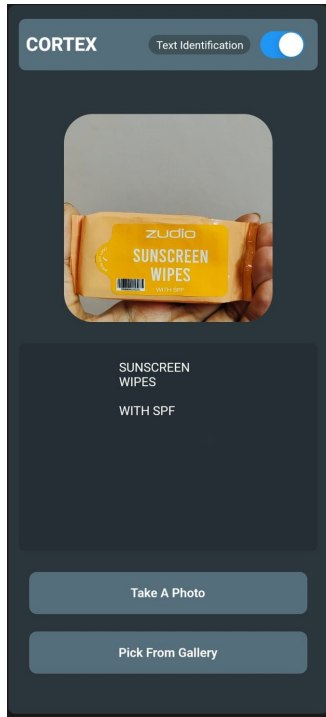 CORTEX
Text Identification
zudio
SUNSCREEN
WIPES
WITH SPF
SUNSCREEN
WIPES
WITH SPF
Take A Photo
Pick From Gallery